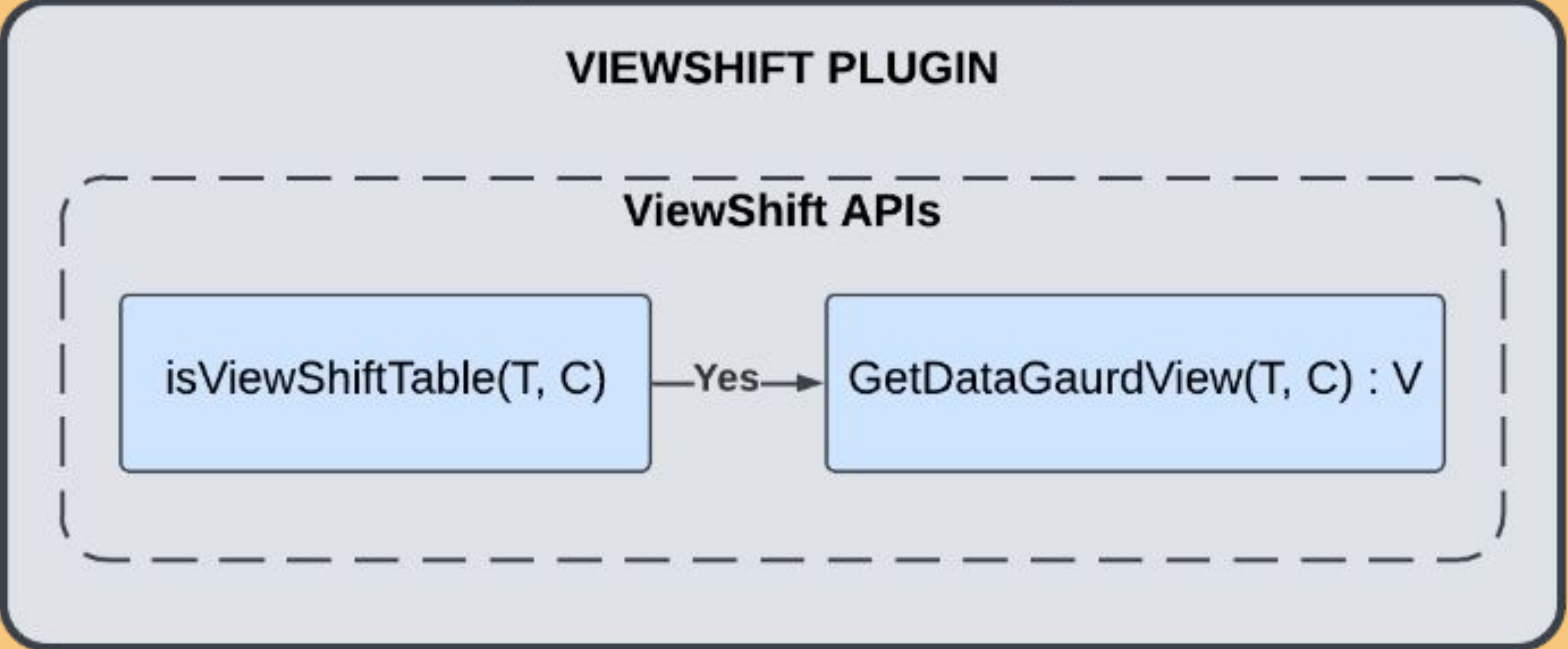 VIEWSHIFT PLUGIN
ViewShift APIs
isViewShiftTable(T, C)
Yes
GetDataGaurdView(T, C) : V